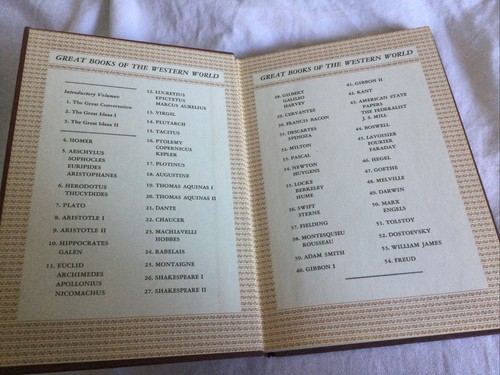 GREAT BOOKS OF THE WESTERN WORLD
Introductory Volumes:
1. The Great Conversation
2. The Great Ideas I
3. The Great Ideas II
4. HOMER
5. AESCHYLUS
SOPHOCLES
EURIPIDES
ARISTOPHANES
6. HERODOTUS
THUCYDIDES
7. PLATO
8. ARISTOTLE I
9. ARISTOTLE II
10. HIPPOCRATES
GALEN
11. EUCLID
ARCHIMEDES
APOLLONIUS
NICOMACHUS
12. LUCRETIUS
EPICTETUS
MARCUS AURELIUS
13. VIRGIL
14. PLUTARCH
15. TACITUS
16. PTOLEMY
COPERNICUS
KEPLER
17. PLOTINUS
18. AUGUSTINE
19. THOMAS AQUINAS I
20. THOMAS AQUINAS II
21. DANTE
22. CHAUCER
23. MACHIAVELLI
HOBBES
24. RABELAIS
25. MONTAIGNE
26. SHAKESPEARE I
27. SHAKESPEARE II
GREAT BOOKS OF THE WESTERN WORLD
28. GILBERT
GALILEO
HARVEY
29. CERVANTES
30. FRANCIS BACON
31. DESCARTES
SPINOZA
32. MILTON
33. PASCAL
34. NEWTON
HUYGENS
35. LOCKE
BERKELEY
HUME
36. SWIFT
STERNE
37. FIELDING
38. MONTESQUIEU
ROUSSEAU
39. ADAM SMITH
40. GIBBON I
41. GIBBON II
42. KANT
43. AMERICAN STATE
PAPERS
THE FEDERALIST
J. S. MILL
44. BOSWELL
45. LAVOISIER
FOURIER
FARADAY
46. HEGEL
47. GOETHE
48. MELVILLE
49. DARWIN
50. MARX
ENGELS
51. TOLSTOY
52. DOSTOEVSKY
53. WILLIAM JAMES
54. FREUD